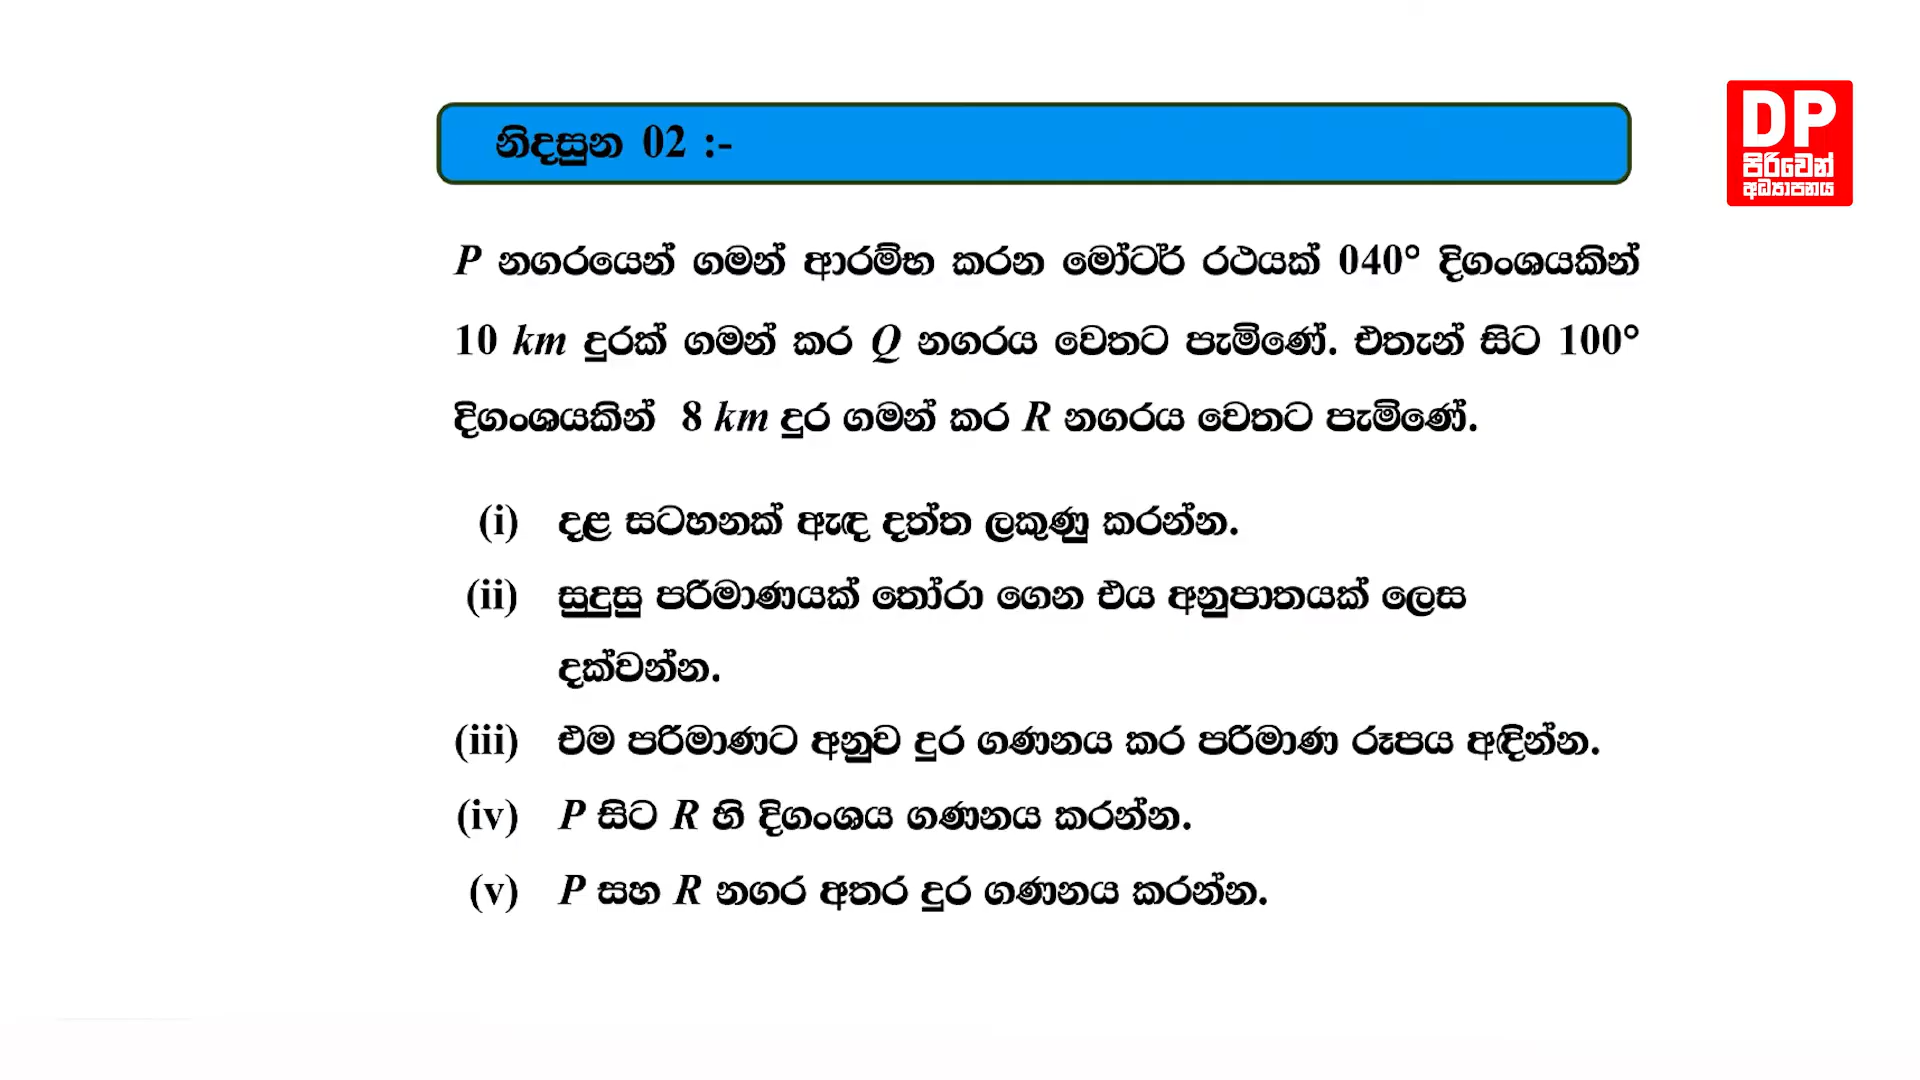 නිදසුන 02 :-
DP
පිරිවෙන්
අධ්‍යාපනය
P නගරයෙන් ගමන් ආරම්භ කරන මෝටර් රථයක් 040° දිගංශයකින්
10 km දුරක් ගමන් කර Q නගරය වෙතට පැමිණේ. එතැන් සිට 100°
දිගංශයකින් 8 km දුර ගමන් කර R නගරය වෙතට පැමිණේ.
(i) දළ සටහනක් ඇඳ දත්ත ලකුණු කරන්න.
(ii) සුදුසු පරිමාණයක් තෝරා ගෙන එය අනුපාතයක් ලෙස
දක්වන්න.
(iii) එම පරිමාණට අනුව දුර ගණනය කර පරිමාණ රූපය අඳින්න.
(iv) P සිට R හි දිගංශය ගණනය කරන්න.
(v) P සහ R නගර අතර දුර ගණනය කරන්න.